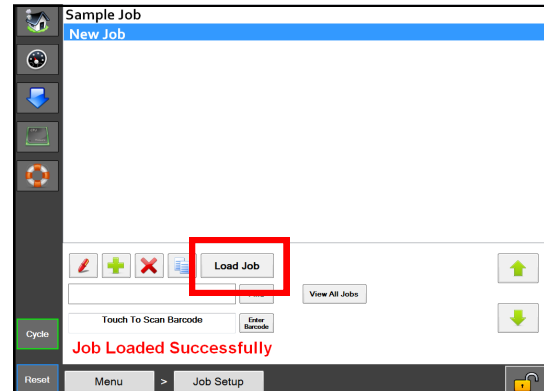 Sample Job
New Job
Load Job
View All Jobs
Touch To Scan Barcode
Enter
Barcode
Cycle
Job Loaded Successfully
Reset
Menu > Job Setup